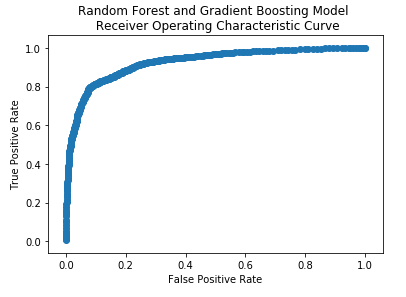 Random Forest and Gradient Boosting Model
Receiver Operating Characteristic Curve
1.0
0.8
0.6
0.4
0.2
0.0
True Positive Rate
0.0 0.2 0.4 0.6 0.8 1.0
False Positive Rate